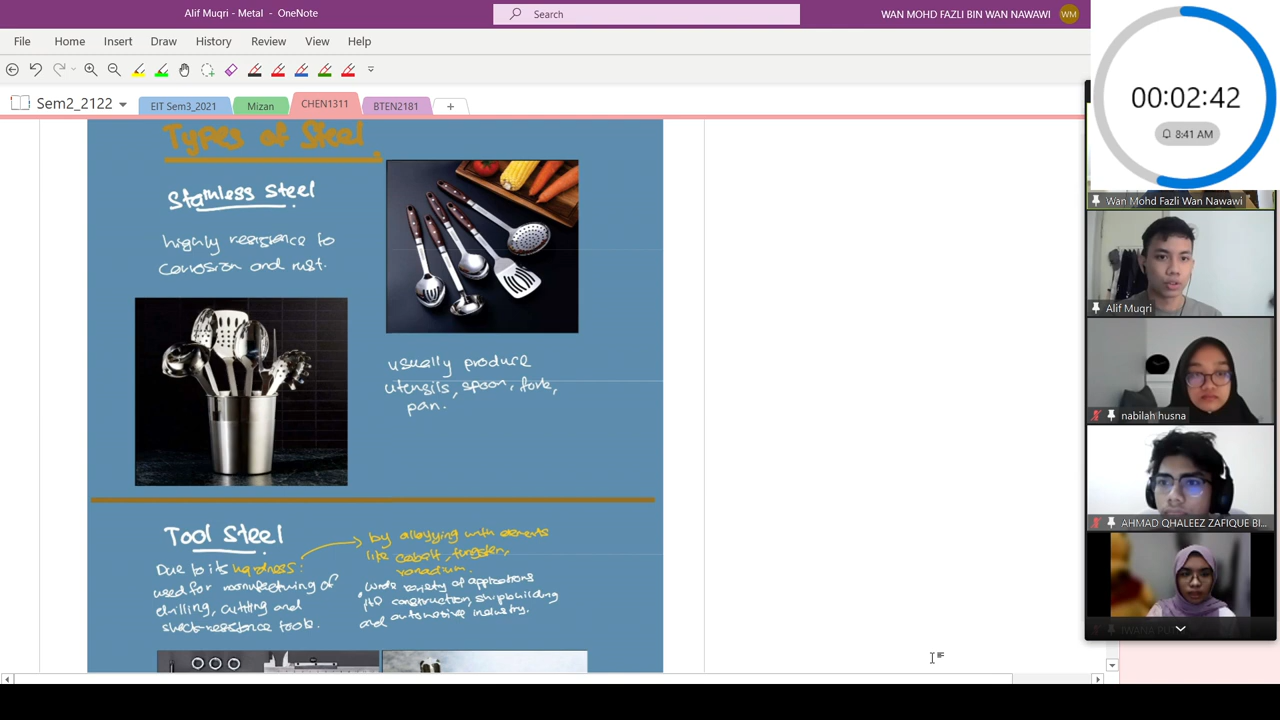 Alif Muqri - Metal - OneNote
Search
WAN MOHD FAZLI BIN WAN NAWAWI
WM
File
Home
Insert
Draw
History
Review
View
Help
Sem2_2122
EIT Sem3_2021
Mizan
CHEN1311
BTEN2181
00:02:42
8:41 AM
Wan Mohd Fazli Wan Nawawi
Alif Muqri
nabilah husna
AHMAD QHALEEZ ZAFIQUE BI...
Types of Steel
Stainless Steel
highly resistence to
corrosion and rust.
usually produce
utensils, spoon, fork,
pan.
Tool Steel
Due to its hardness:
used for manufacturing of
drilling, cutting and
by alloying with elements
like cobalt, tungsten,
vanadium.
wide variety of applications
construction, shipbuilding
and automotive industry.